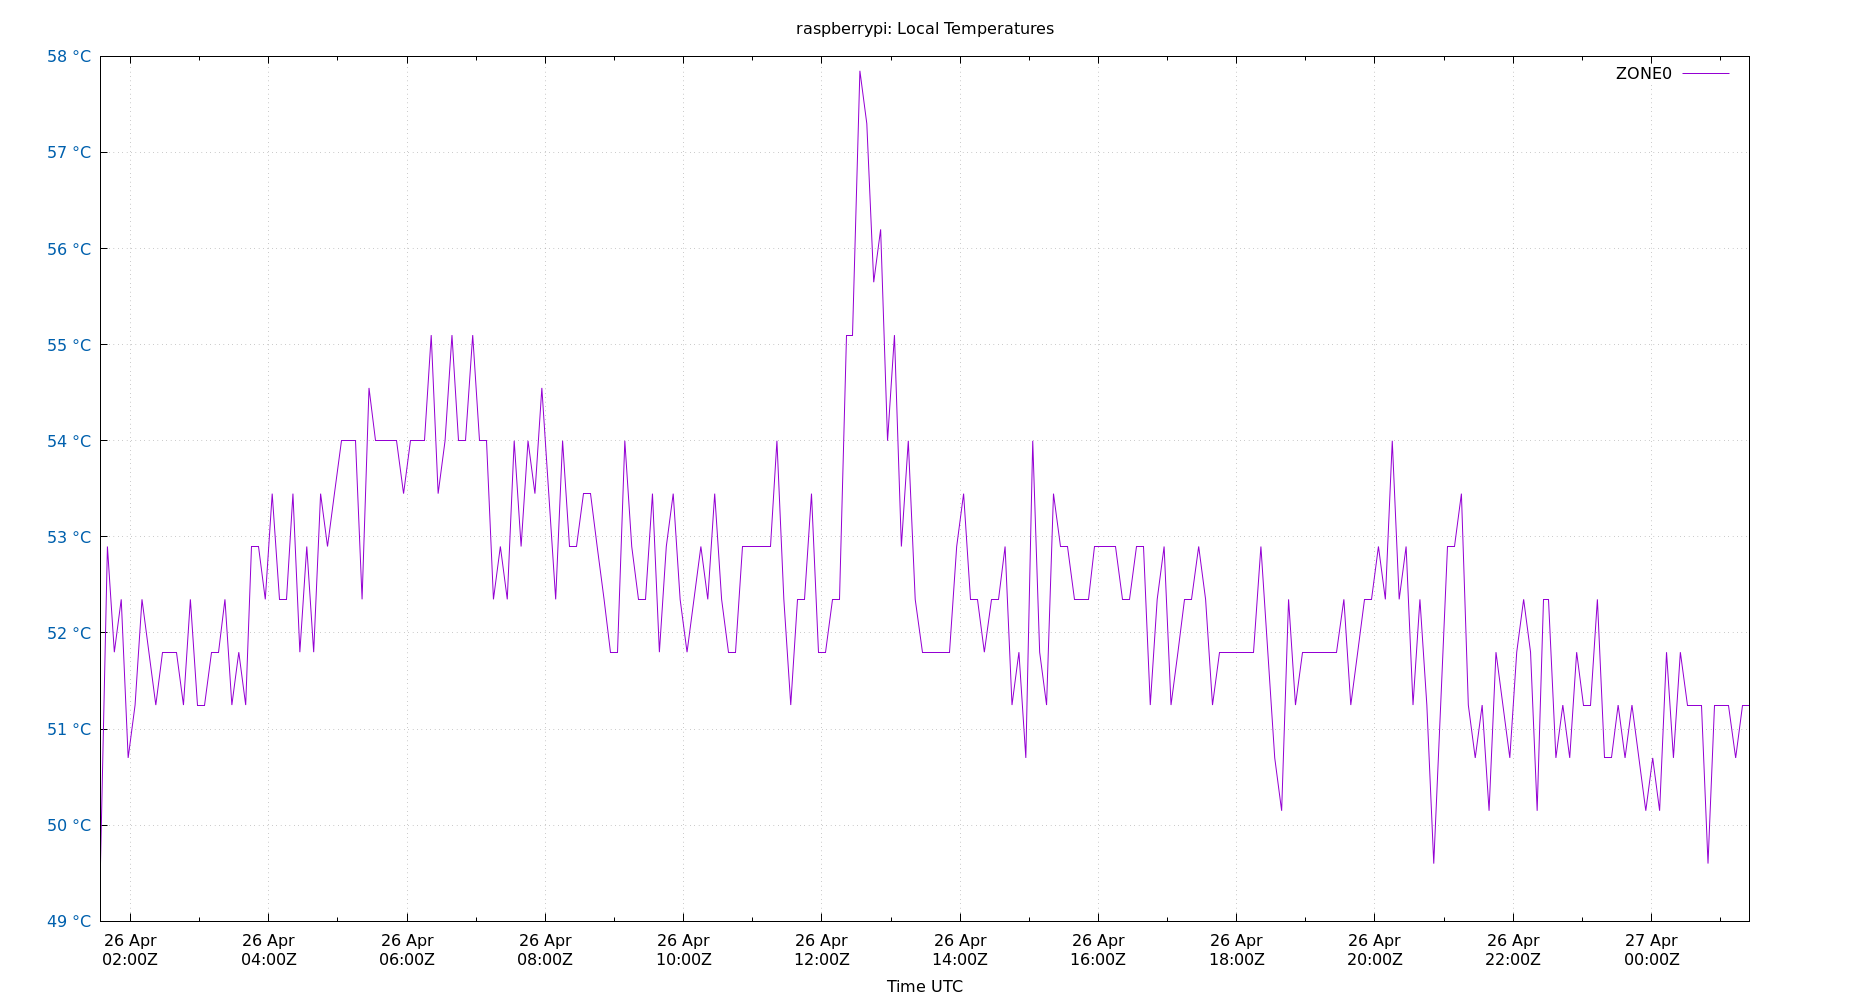 raspberrypi: Local Temperatures
58 °C
ZONE0
57 °C
56 °C
55 °C
54 °C
53 °C
52 °C
51 °C
50 °C
49 °C
26 Apr 26 Apr 26 Apr 26 Apr 26 Apr 26 Apr 26 Apr 26 Apr 26 Apr 26 Apr 26 Apr 27 Apr
02:00Z 04:00Z 06:00Z 08:00Z 10:00Z 12:00Z 14:00Z 16:00Z 18:00Z 20:00Z 22:00Z 00:00Z
Time UTC